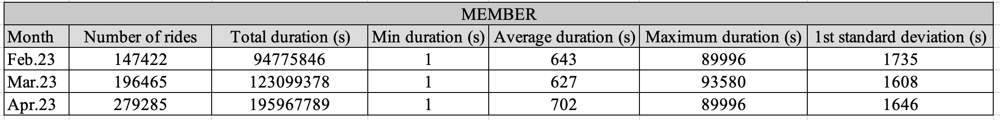 MEMBER
Month Number of rides Total duration (s) Min duration (s) Average duration (s) Maximum duration (s) 1st standard deviation (s)
Feb.23 147422 94775846 1 643 89996 1735
Mar.23 196465 123099378 1 627 93580 1608
Apr.23 279285 195967789 1 702 89996 1646